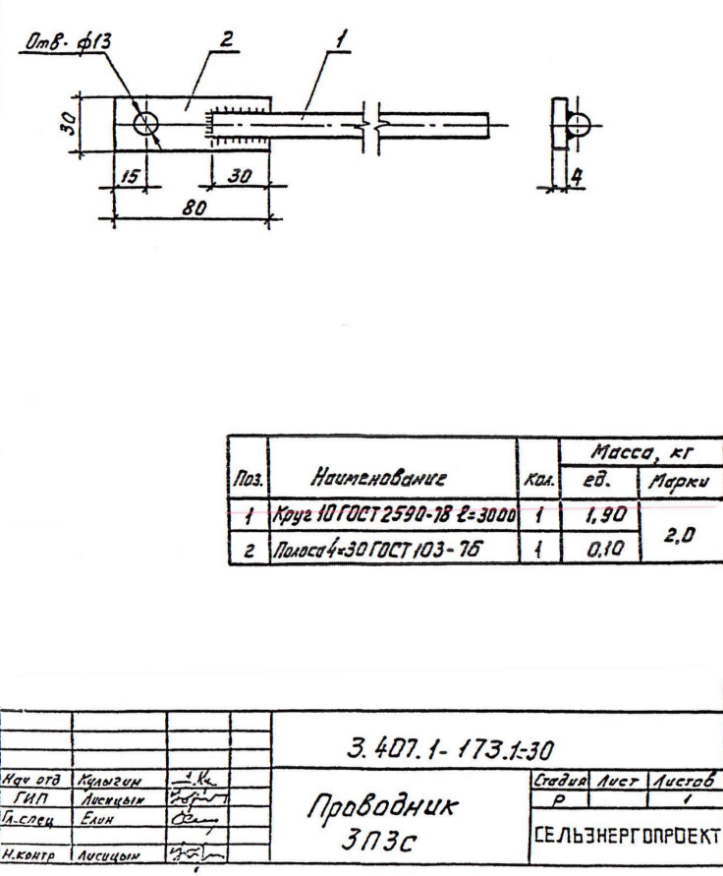 Отв. ф13
2
1
30
15
30
80
4
Масса, кг
Поз. Наименование Кол. ед. Марки
1 Круг 10 ГОСТ 2590-78 ℓ=3000 1 1,90
2,0
2 Полоса 4×30 ГОСТ 103-76 1 0,10
3.407.1-173.1-30
Нач отд Кулыгин
Стадия Лист Листов
ГИП Лисицын
Р 1
Гл.спец Елин
Проводник
ЗП3с
СЕЛЬЭНЕРГОПРОЕКТ
Н.контр Лисицын